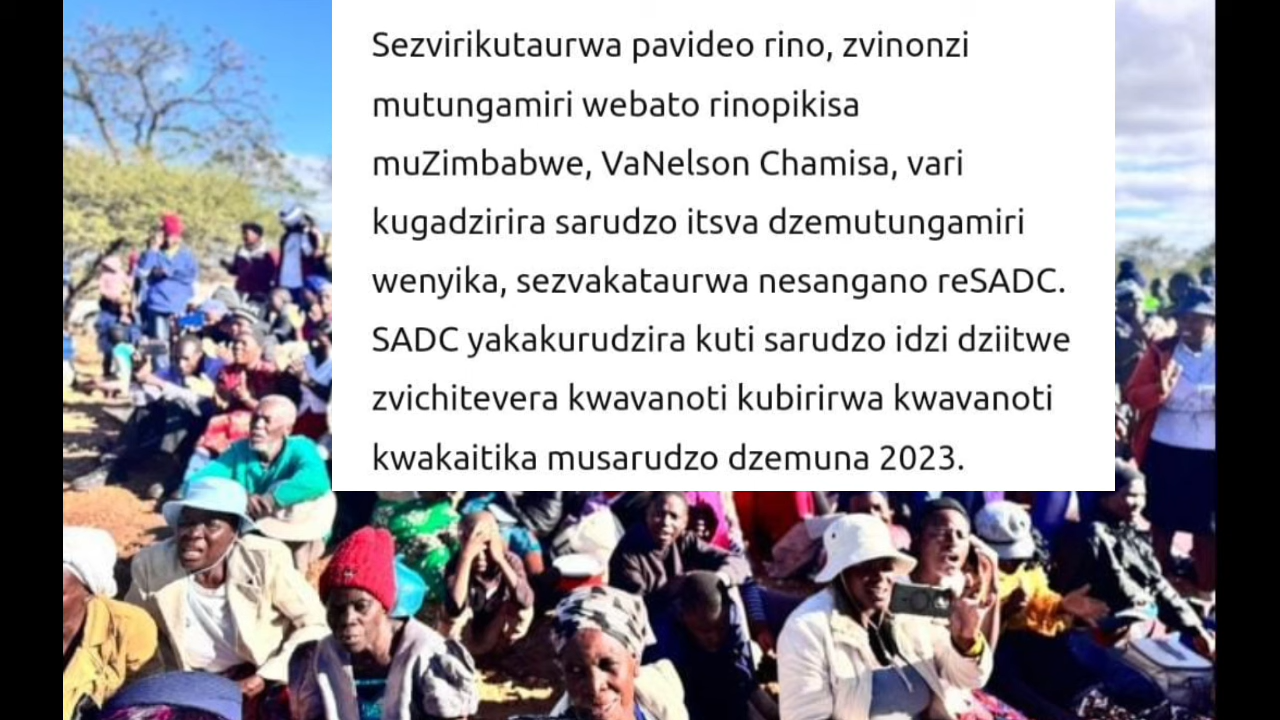 Sezvirikutaurwa pavideo rino, zvinonzi
mutungamiri webato rinopikisa
muZimbabwe, VaNelson Chamisa, vari
kugadzirira sarudzo itsva dzemutungamiri
wenyika, sezvakataurwa nesangano reSADC.
SADC yakakurudzira kuti sarudzo idzi dziitwe
zvichitevera kwavanoti kubirirwa kwavanoti
kwakaitika musarudzo dzemuna 2023.